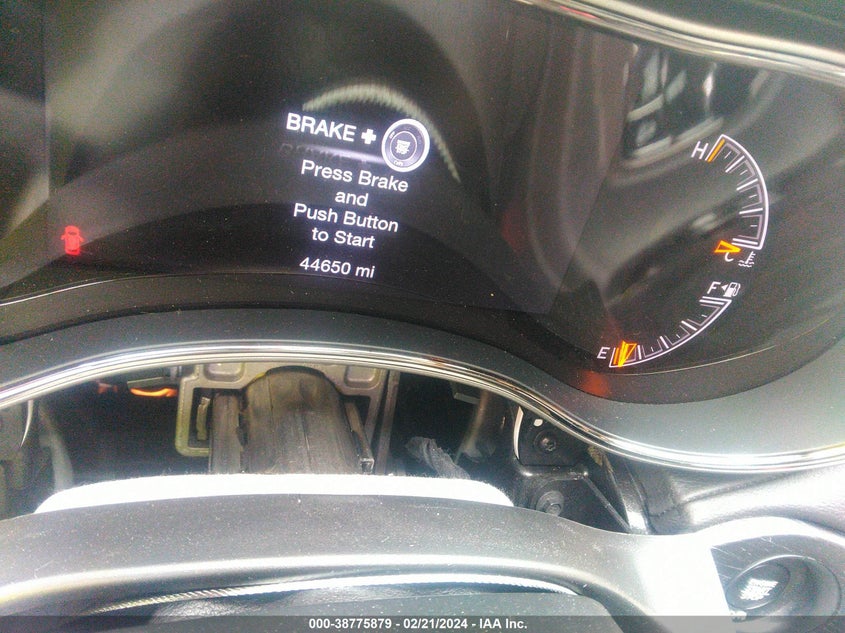 BRAKE +
Press Brake
and
Push Button
to Start
44650 mi
H
C
F
E
000-38775879 - 02/21/2024 - IAA Inc.